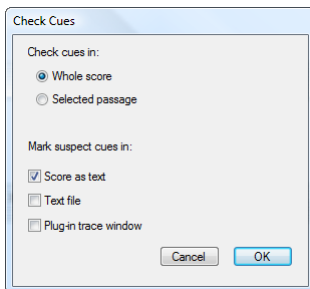 Check Cues
Check cues in:
Whole score
Selected passage
Mark suspect cues in:
Score as text
Text file
Plug-in trace window
Cancel OK